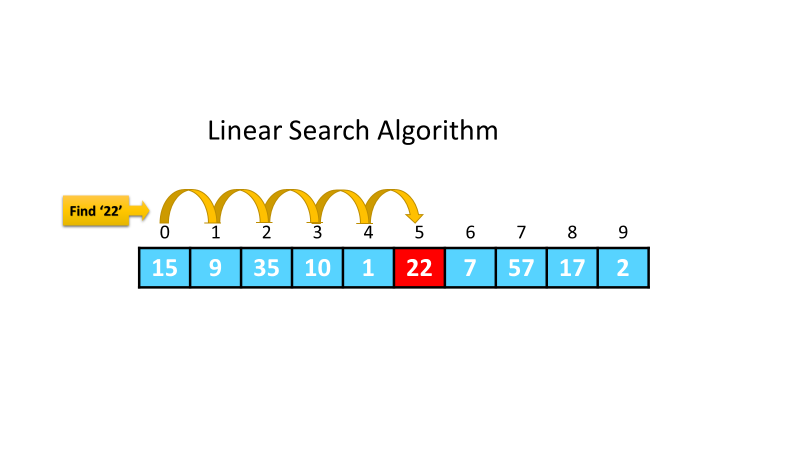 Linear Search Algorithm
Find ‘22’
0 1 2 3 4 5 6 7 8 9
15 9 35 10 1 22 7 57 17 2